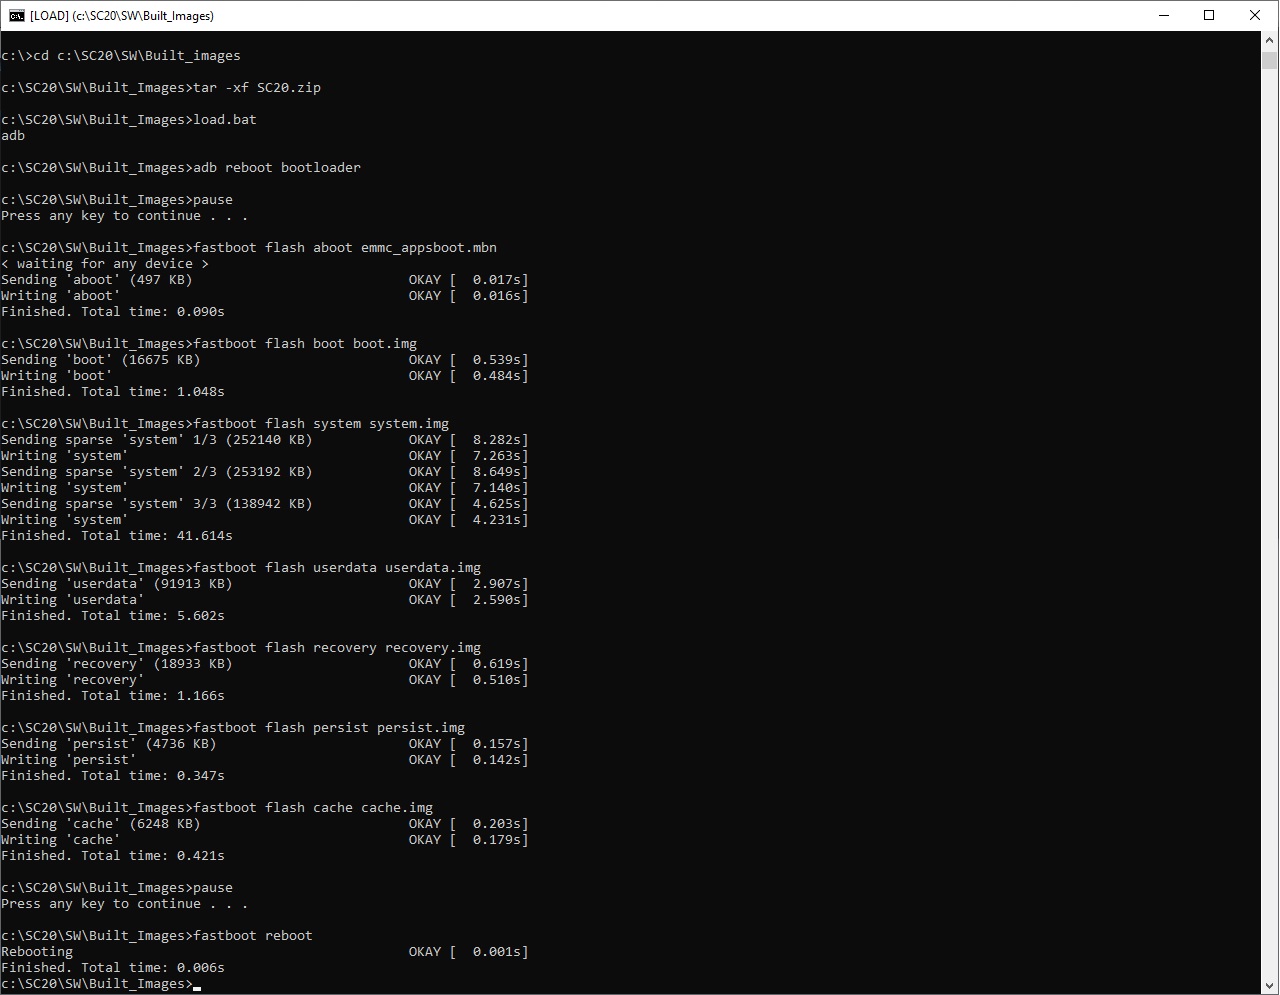 [LOAD] (c:\SC20\SW\Built_Images)
c:\>cd c:\SC20\SW\Built_images
c:\SC20\SW\Built_Images>tar -xf SC20.zip
c:\SC20\SW\Built_Images>load.bat
adb
c:\SC20\SW\Built_Images>adb reboot bootloader
c:\SC20\SW\Built_Images>pause
Press any key to continue . . .
c:\SC20\SW\Built_Images>fastboot flash aboot emmc_appsboot.mbn
< waiting for any device >
Sending 'aboot' (497 KB)                           OKAY [  0.017s]
Writing 'aboot'                                    OKAY [  0.016s]
Finished. Total time: 0.090s
c:\SC20\SW\Built_Images>fastboot flash boot boot.img
Sending 'boot' (16675 KB)                          OKAY [  0.539s]
Writing 'boot'                                     OKAY [  0.484s]
Finished. Total time: 1.048s
c:\SC20\SW\Built_Images>fastboot flash system system.img
Sending sparse 'system' 1/3 (252140 KB)            OKAY [  8.282s]
Writing 'system'                                   OKAY [  7.263s]
Sending sparse 'system' 2/3 (253192 KB)            OKAY [  8.649s]
Writing 'system'                                   OKAY [  7.140s]
Sending sparse 'system' 3/3 (138942 KB)            OKAY [  4.625s]
Writing 'system'                                   OKAY [  4.231s]
Finished. Total time: 41.614s
c:\SC20\SW\Built_Images>fastboot flash userdata userdata.img
Sending 'userdata' (91913 KB)                      OKAY [  2.907s]
Writing 'userdata'                                 OKAY [  2.590s]
Finished. Total time: 5.602s
c:\SC20\SW\Built_Images>fastboot flash recovery recovery.img
Sending 'recovery' (18933 KB)                      OKAY [  0.619s]
Writing 'recovery'                                 OKAY [  0.510s]
Finished. Total time: 1.166s
c:\SC20\SW\Built_Images>fastboot flash persist persist.img
Sending 'persist' (4736 KB)                        OKAY [  0.157s]
Writing 'persist'                                  OKAY [  0.142s]
Finished. Total time: 0.347s
c:\SC20\SW\Built_Images>fastboot flash cache cache.img
Sending 'cache' (6248 KB)                          OKAY [  0.203s]
Writing 'cache'                                    OKAY [  0.179s]
Finished. Total time: 0.421s
c:\SC20\SW\Built_Images>pause
Press any key to continue . . .
c:\SC20\SW\Built_Images>fastboot reboot
Rebooting                                          OKAY [  0.001s]
Finished. Total time: 0.006s
c:\SC20\SW\Built_Images>